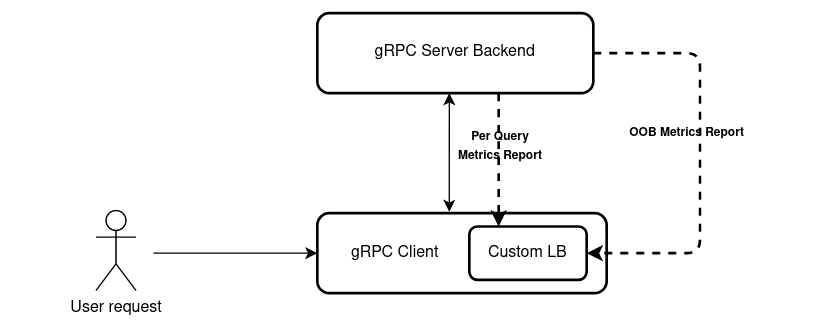 gRPC Server Backend
Per Query
Metrics Report
OOB Metrics Report
gRPC Client
Custom LB
User request